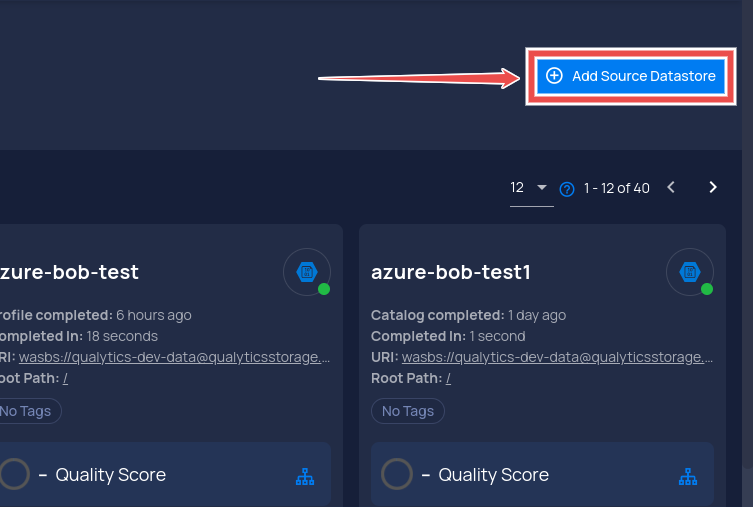 Add Source Datastore
12
1 - 12 of 40
zure-bob-test
rofile completed: 6 hours ago
ompleted In: 18 seconds
RI: wasbs://qualytics-dev-data@qualyticsstorage....
oot Path: /
No Tags
– Quality Score
azure-bob-test1
Catalog completed: 1 day ago
Completed In: 1 second
URI: wasbs://qualytics-dev-data@qualyticsstorage....
Root Path: /
No Tags
– Quality Score